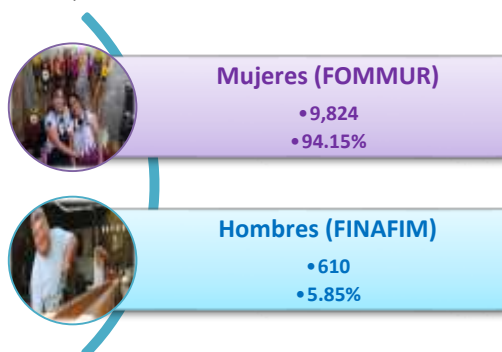 Mujeres (FOMMUR)
•9,824
•94.15%
Hombres (FINAFIM)
•610
•5.85%